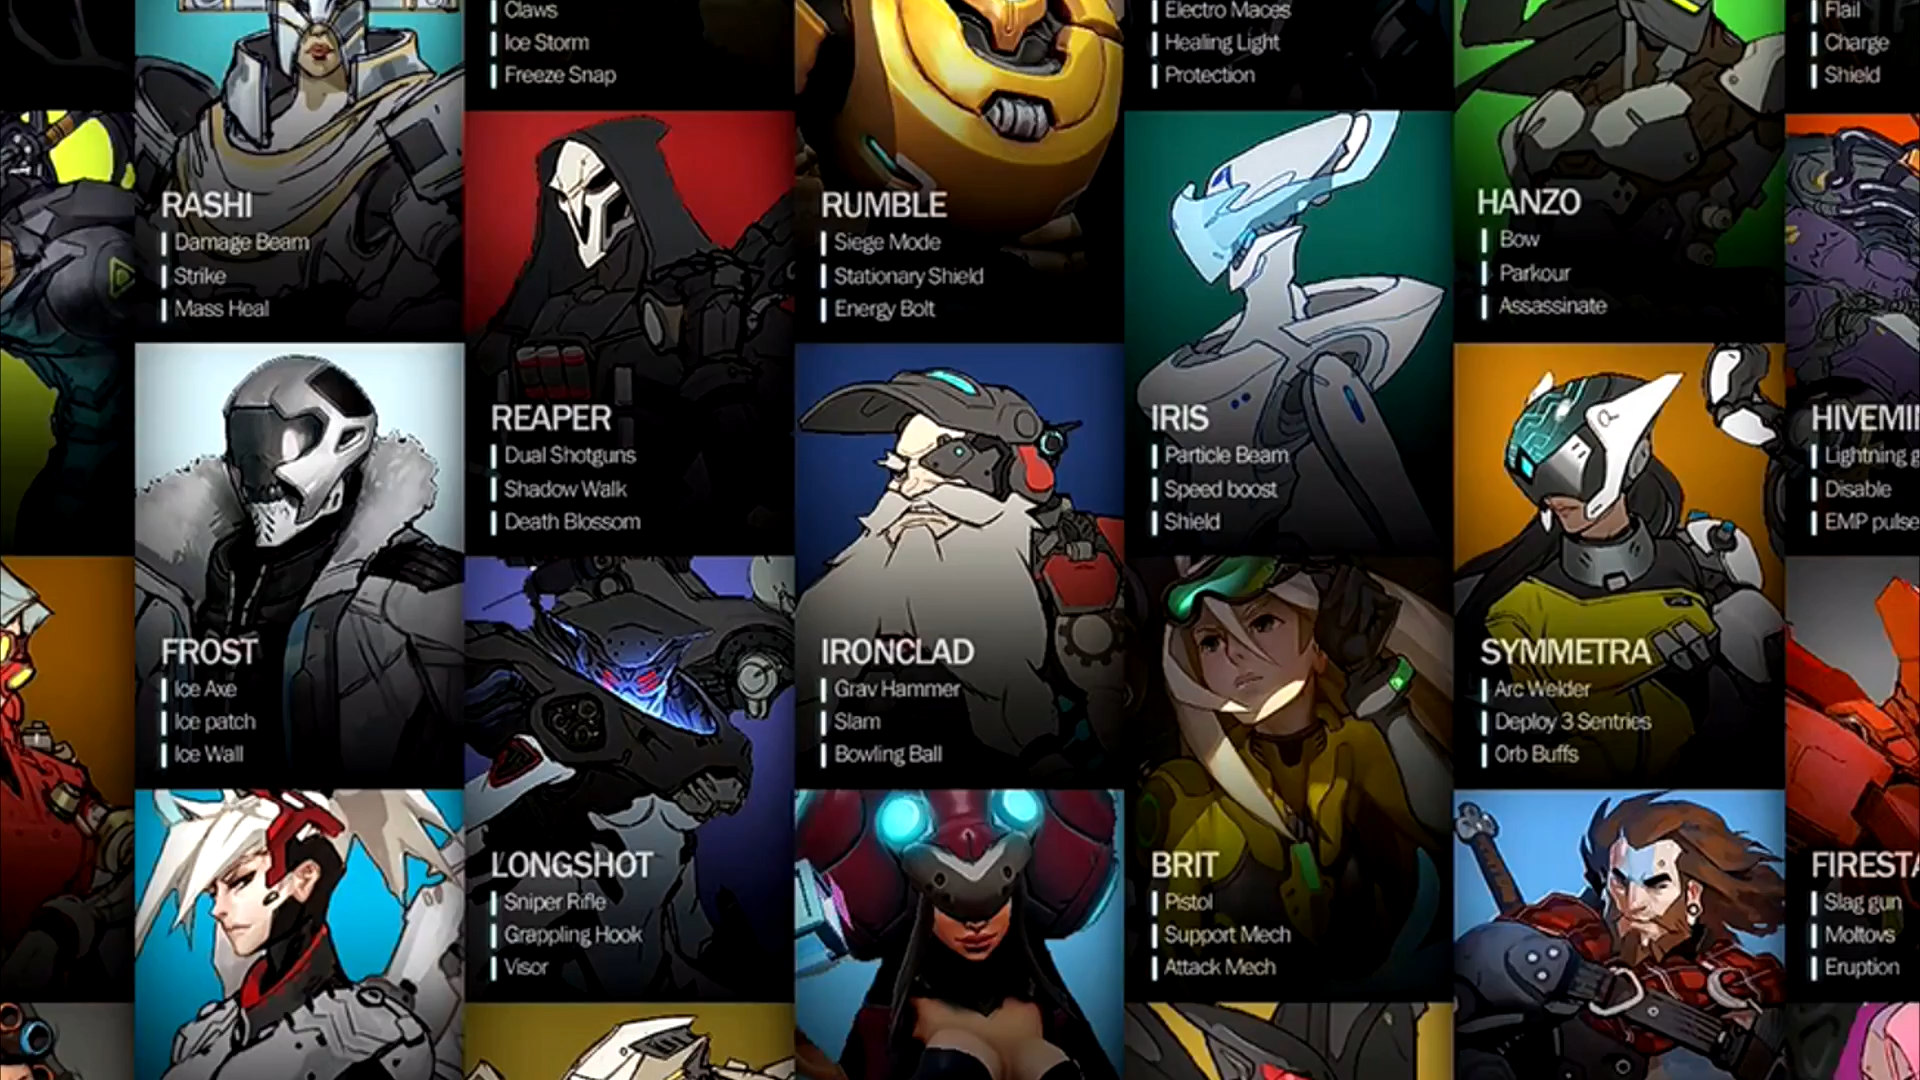 RASHI
Damage Beam
Strike
Mass Heal
FROST
Ice Axe
Ice patch
Ice Wall
Claws
Ice Storm
Freeze Snap
REAPER
Dual Shotguns
Shadow Walk
Death Blossom
LONGSHOT
Sniper Rifle
Grappling Hook
Visor
RUMBLE
Siege Mode
Stationary Shield
Energy Bolt
IRONCLAD
Grav Hammer
Slam
Bowling Ball
Electro Maces
Healing Light
Protection
IRIS
Particle Beam
Speed boost
Shield
BRIT
Pistol
Support Mech
Attack Mech
HANZO
Bow
Parkour
Assassinate
SYMMETRA
Arc Welder
Deploy 3 Sentries
Orb Buffs
Flail
Charge
Shield
HIVEMI
Lightning g
Disable
EMP pulse
FIRESTA
Slag gun
Moltovs
Eruption